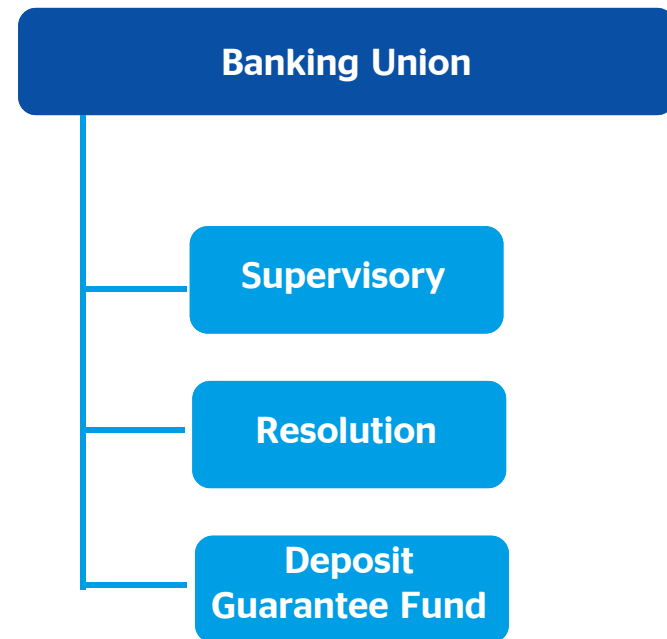 Banking Union
Supervisory
Resolution
Deposit
Guarantee Fund